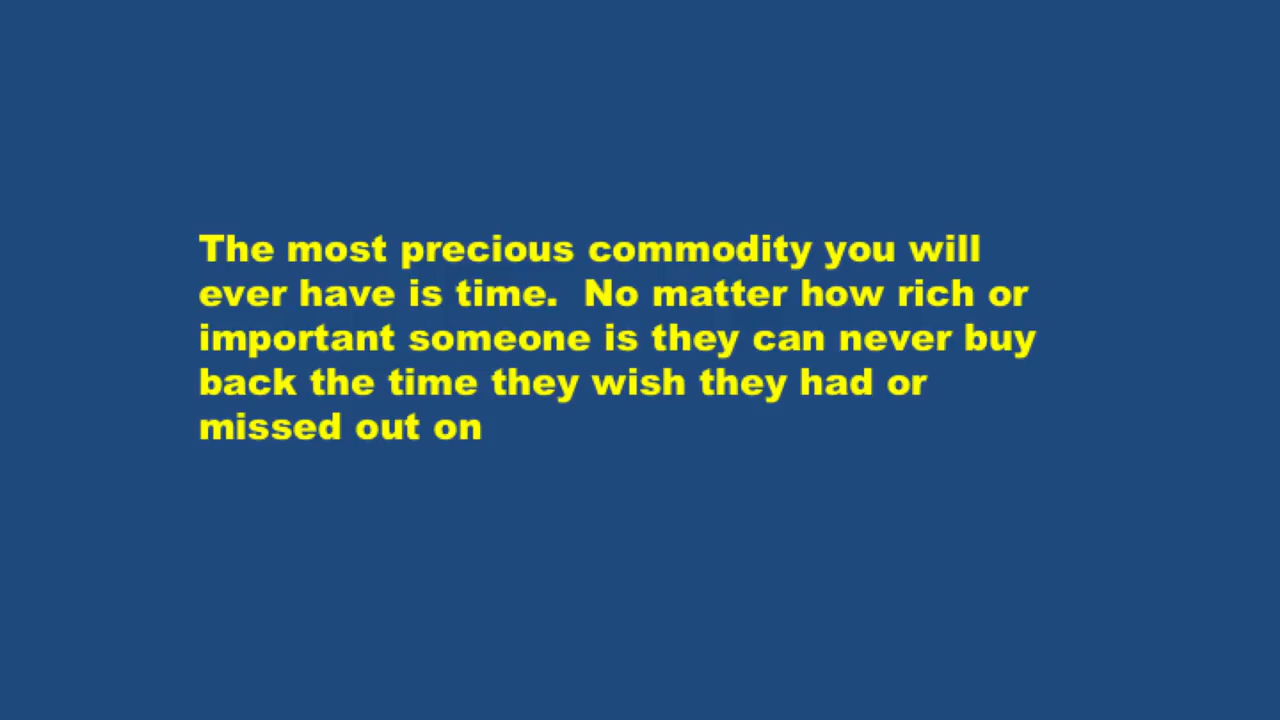 The most precious commodity you will
ever have is time.  No matter how rich or
important someone is they can never buy
back the time they wish they had or
missed out on